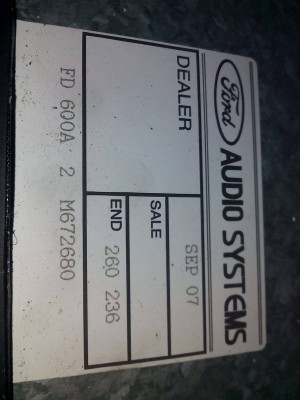 Ford AUDIO SYSTEMS
DEALER
SEP 07
SALE
END 260 236
FD 600A 2 M672680